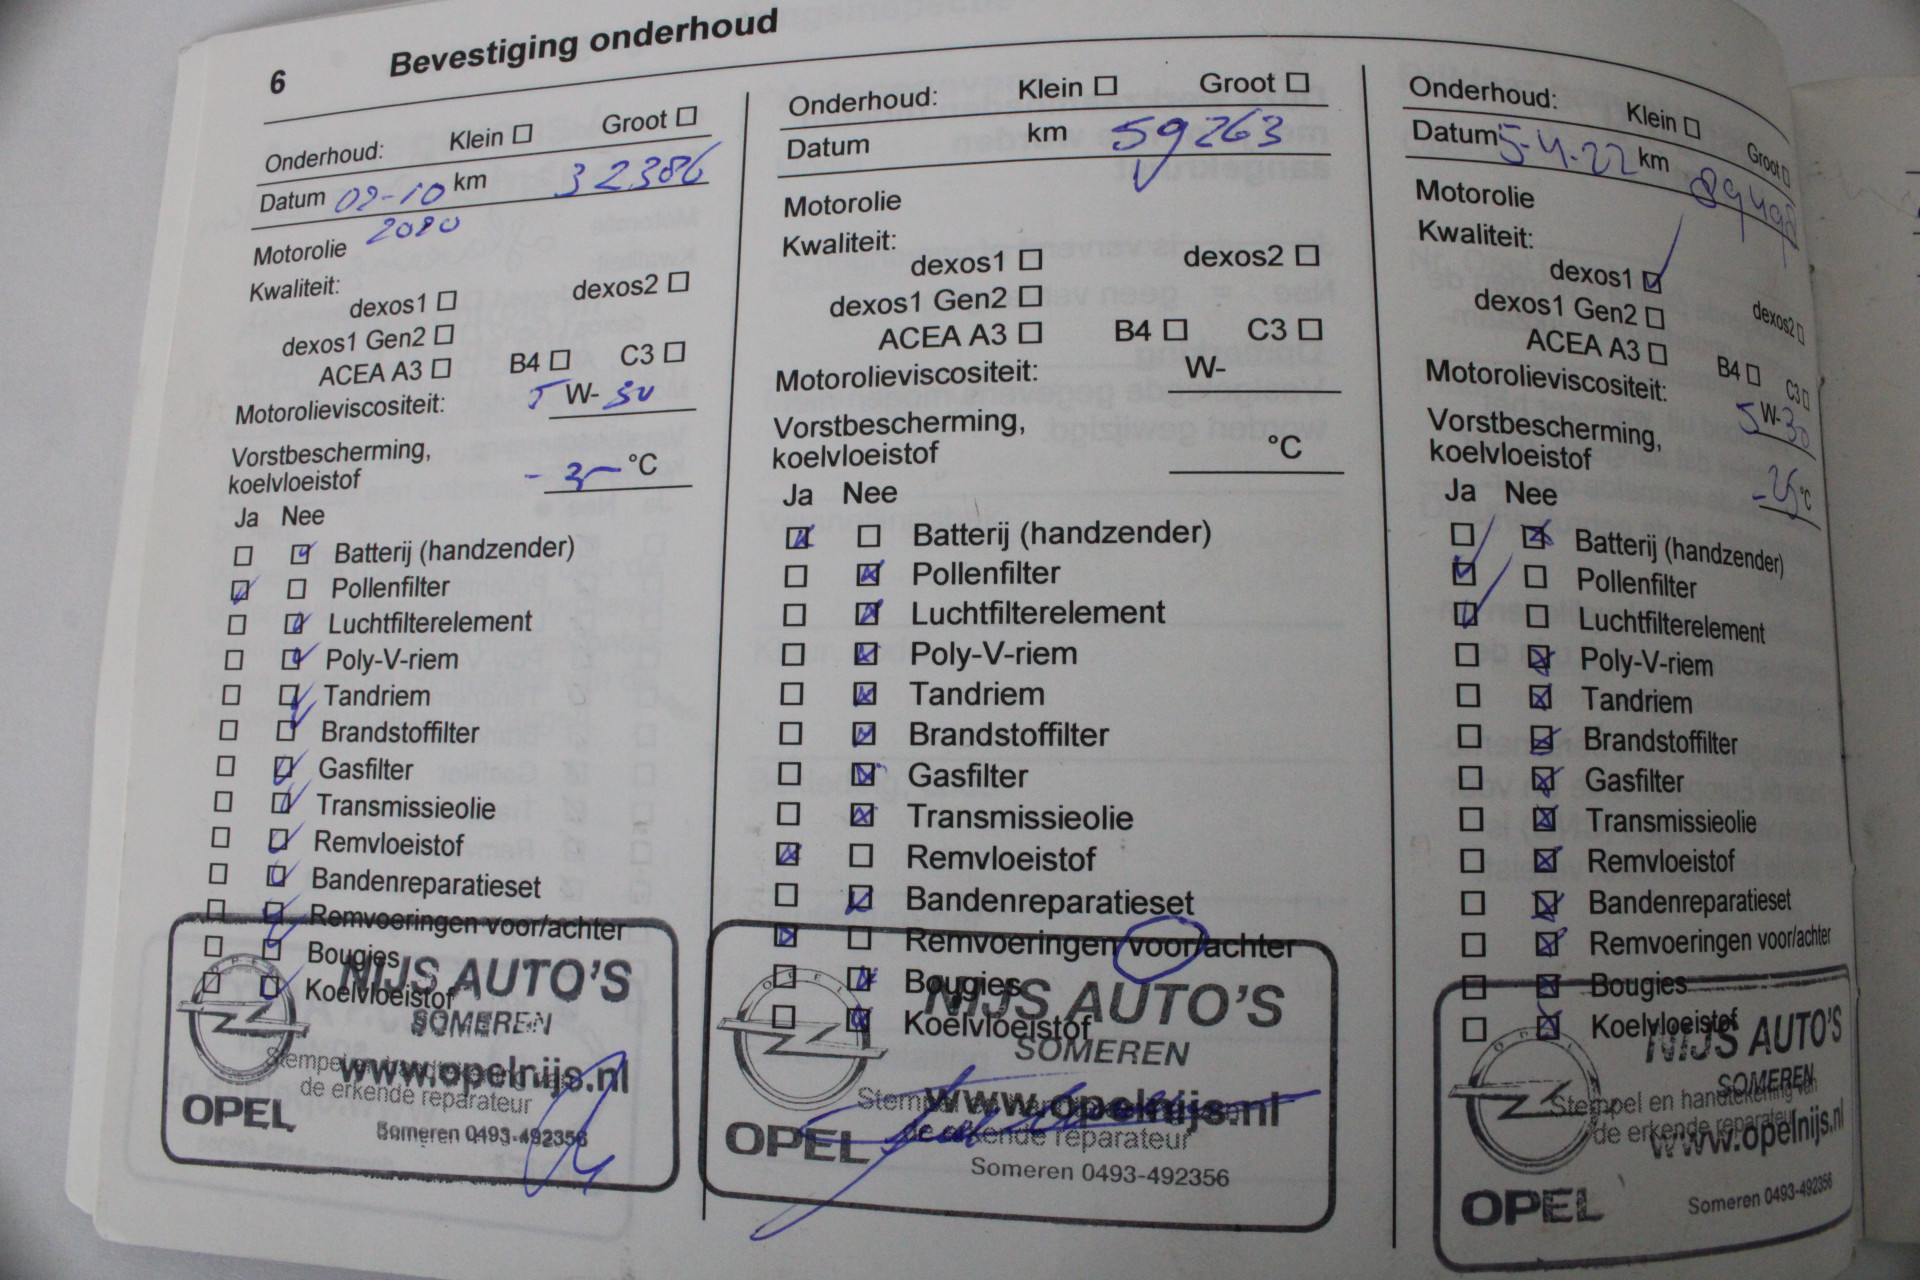 6 Bevestiging onderhoud
Onderhoud: Klein Groot
Datum 02-10 km 32386
2020
Motorolie
Kwaliteit:
dexos1 dexos2
dexos1 Gen2
ACEA A3 B4 C3
Motorolieviscositeit: 5 W-30
Vorstbescherming,
koelvloeistof °C
Ja Nee
Batterij (handzender)
Pollenfilter
Luchtfilterelement
Poly-V-riem
Tandriem
Brandstoffilter
Gasfilter
Transmissieolie
Remvloeistof
Bandenreparatieset
Remvoeringen voor/achter
Bougies
Koelvloeistof
NIJS AUTO'S
SOMEREN
Stempel
www.opelnijs.nl
de erkende reparateur
OPEL
Someren 0493-492356
Onderhoud: Klein Groot
Datum km 59263
Motorolie
Kwaliteit:
dexos1 dexos2
dexos1 Gen2
ACEA A3 B4 C3
Motorolieviscositeit: W-
Vorstbescherming,
koelvloeistof °C
Ja Nee
Batterij (handzender)
Pollenfilter
Luchtfilterelement
Poly-V-riem
Tandriem
Brandstoffilter
Gasfilter
Transmissieolie
Remvloeistof
Bandenreparatieset
Remvoeringen voor/achter
Bougies
Koelvloeistof
OPEL
NIJS AUTO'S
SOMEREN
Stempel
www.opelnijs.nl
de erkende reparateur
OPEL
Someren 0493-492356
Onderhoud: Klein Groot
Datum 5-4-22 km 89498
Motorolie
Kwaliteit:
dexos1 dexos2
dexos1 Gen2
ACEA A3 B4 C3
Motorolieviscositeit: 5 W-30
Vorstbescherming,
koelvloeistof -25 °C
Ja Nee
Batterij (handzender)
Pollenfilter
Luchtfilterelement
Poly-V-riem
Tandriem
Brandstoffilter
Gasfilter
Transmissieolie
Remvloeistof
Bandenreparatieset
Remvoeringen voor/achter
Bougies
Koelvloeistof
NIJS AUTO'S
SOMEREN
Stempel en handtekening van
de erkende reparateur
www.opelnijs.nl
OPEL
Someren 0493-492356